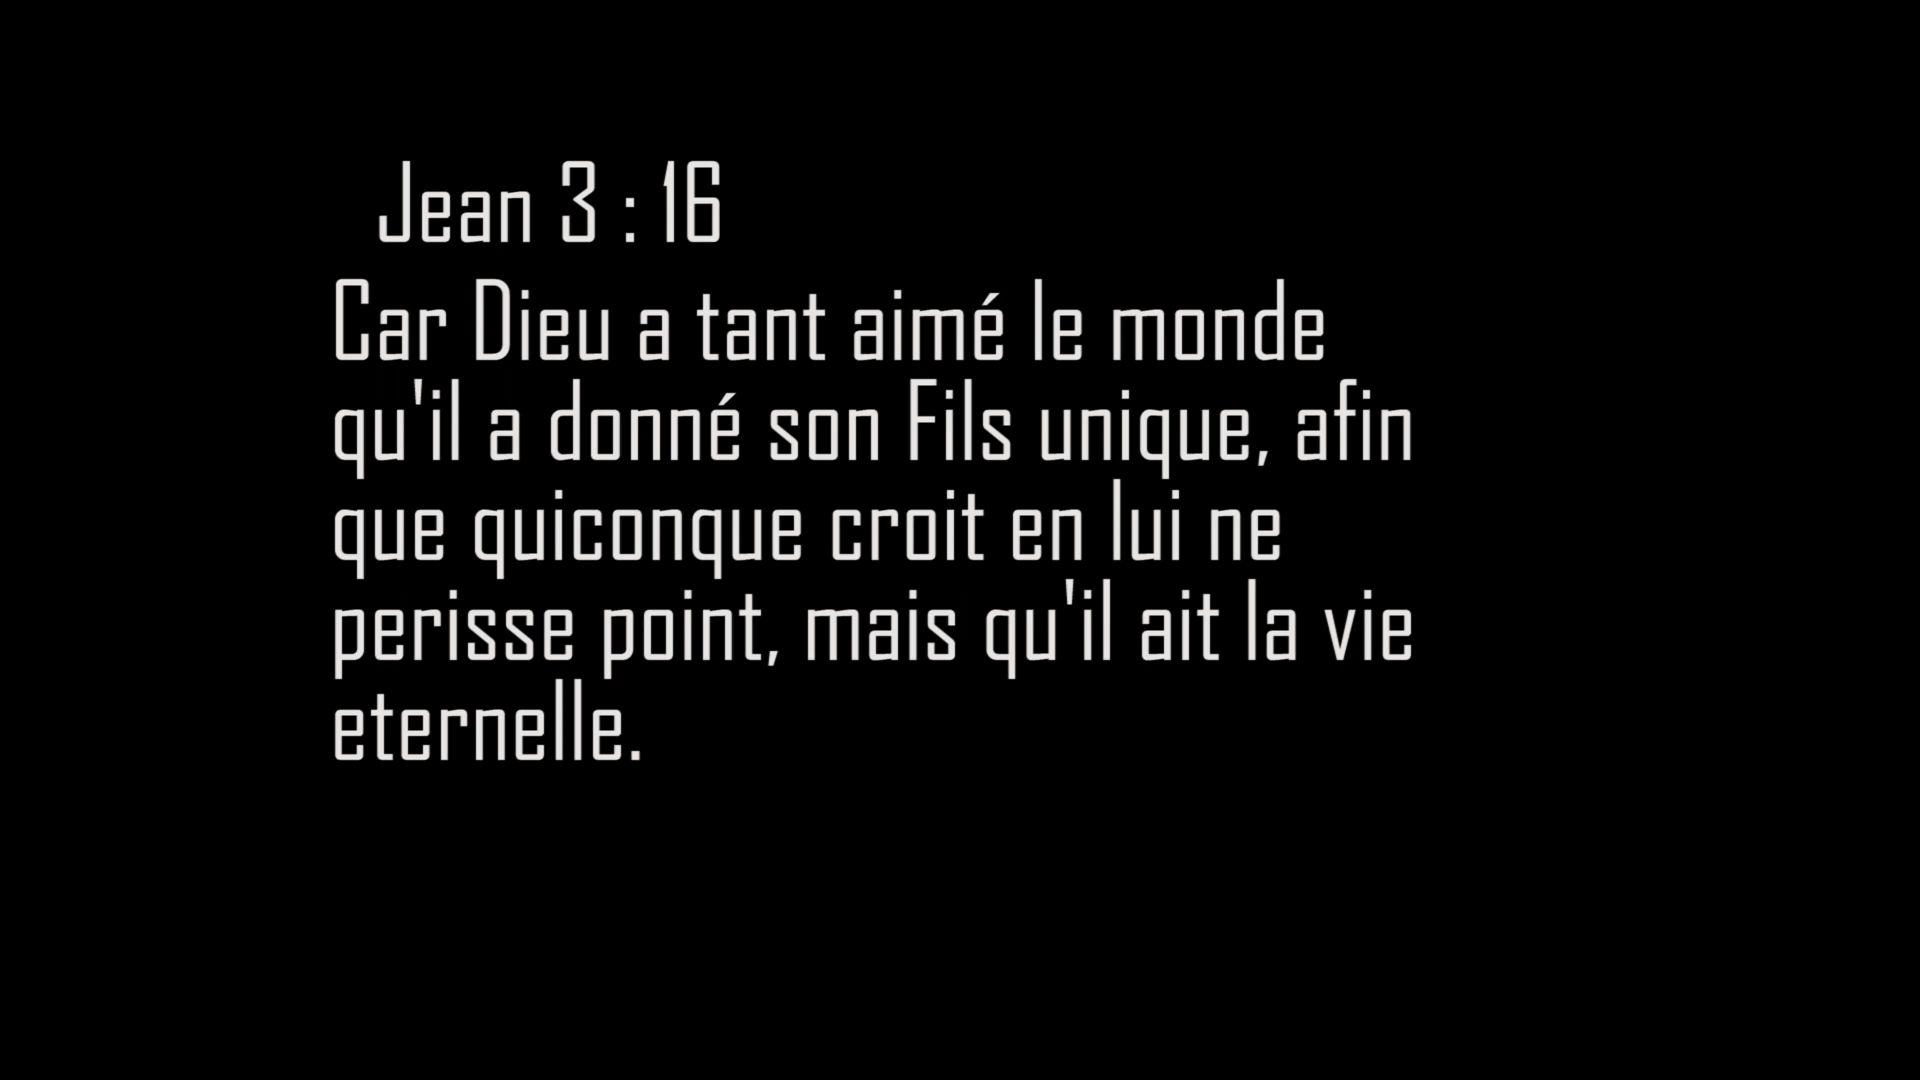 Jean 3 : 16
Car Dieu a tant aimé le monde
qu'il a donné son Fils unique, afin
que quiconque croit en lui ne
perisse point, mais qu'il ait la vie
eternelle.